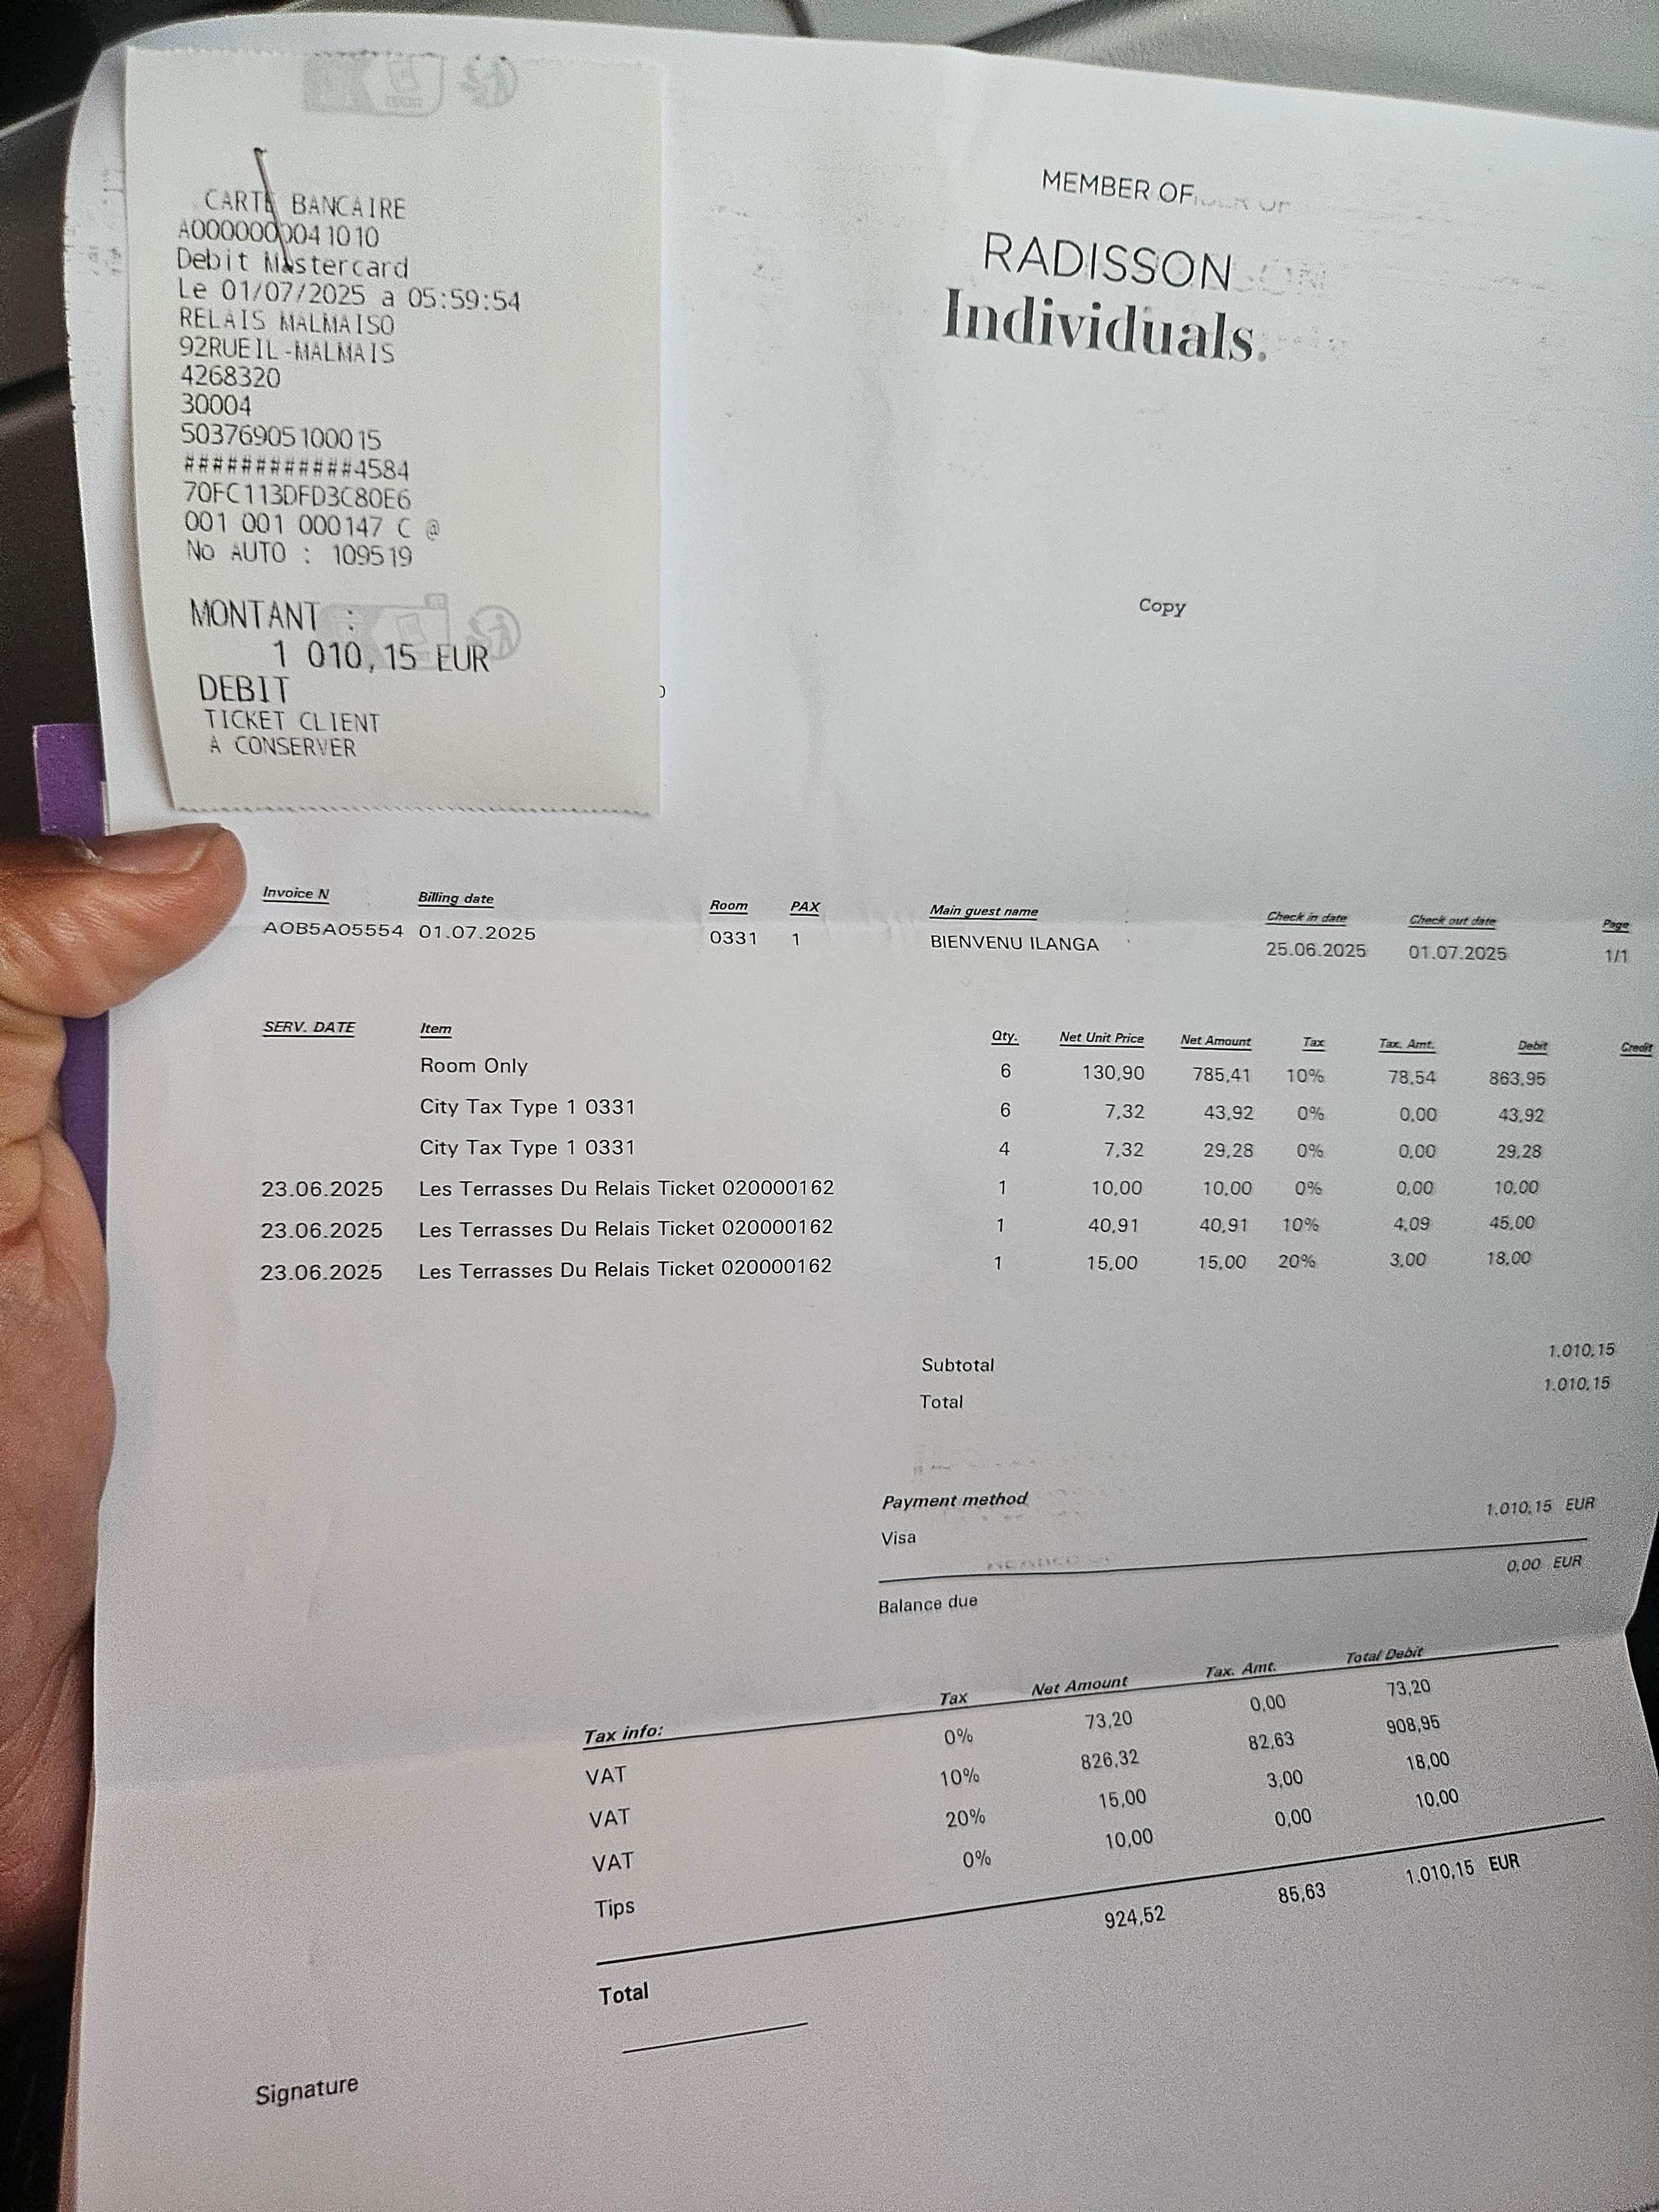 CARTE BANCAIRE
A0000000041010
Debit Mastercard
Le 01/07/2025 a 05:59:54
RELAIS MALMAISO
92RUEIL-MALMAIS
4268320
30004
50376905100015
############4584
70FC113DFD3C80E6
001 001 000147 C @
No AUTO : 109519
MONTANT :
1 010,15 EUR
DEBIT
TICKET CLIENT
A CONSERVER
MEMBER OF
RADISSON
Individuals.
Copy
Invoice N Billing date Room PAX Main guest name Check in date Check out date Page
AOB5A05554 01.07.2025 0331 1 BIENVENU ILANGA 25.06.2025 01.07.2025 1/1
SERV. DATE Item Qty. Net Unit Price Net Amount Tax Tax. Amt. Debit Credit
Room Only 6 130,90 785,41 10% 78,54 863,95
City Tax Type 1 0331 6 7,32 43,92 0% 0,00 43,92
City Tax Type 1 0331 4 7,32 29,28 0% 0,00 29,28
23.06.2025 Les Terrasses Du Relais Ticket 020000162 1 10,00 10,00 0% 0,00 10,00
23.06.2025 Les Terrasses Du Relais Ticket 020000162 1 40,91 40,91 10% 4,09 45,00
23.06.2025 Les Terrasses Du Relais Ticket 020000162 1 15,00 15,00 20% 3,00 18,00
Subtotal 1.010,15
Total 1.010,15
Payment method
Visa 1.010,15 EUR
Balance due 0,00 EUR
Tax info: Tax Net Amount Tax. Amt. Total Debit
VAT 0% 73,20 0,00 73,20
VAT 10% 826,32 82,63 908,95
VAT 20% 15,00 3,00 18,00
Tips 0% 10,00 0,00 10,00
Total 924,52 85,63 1.010,15 EUR
Signature